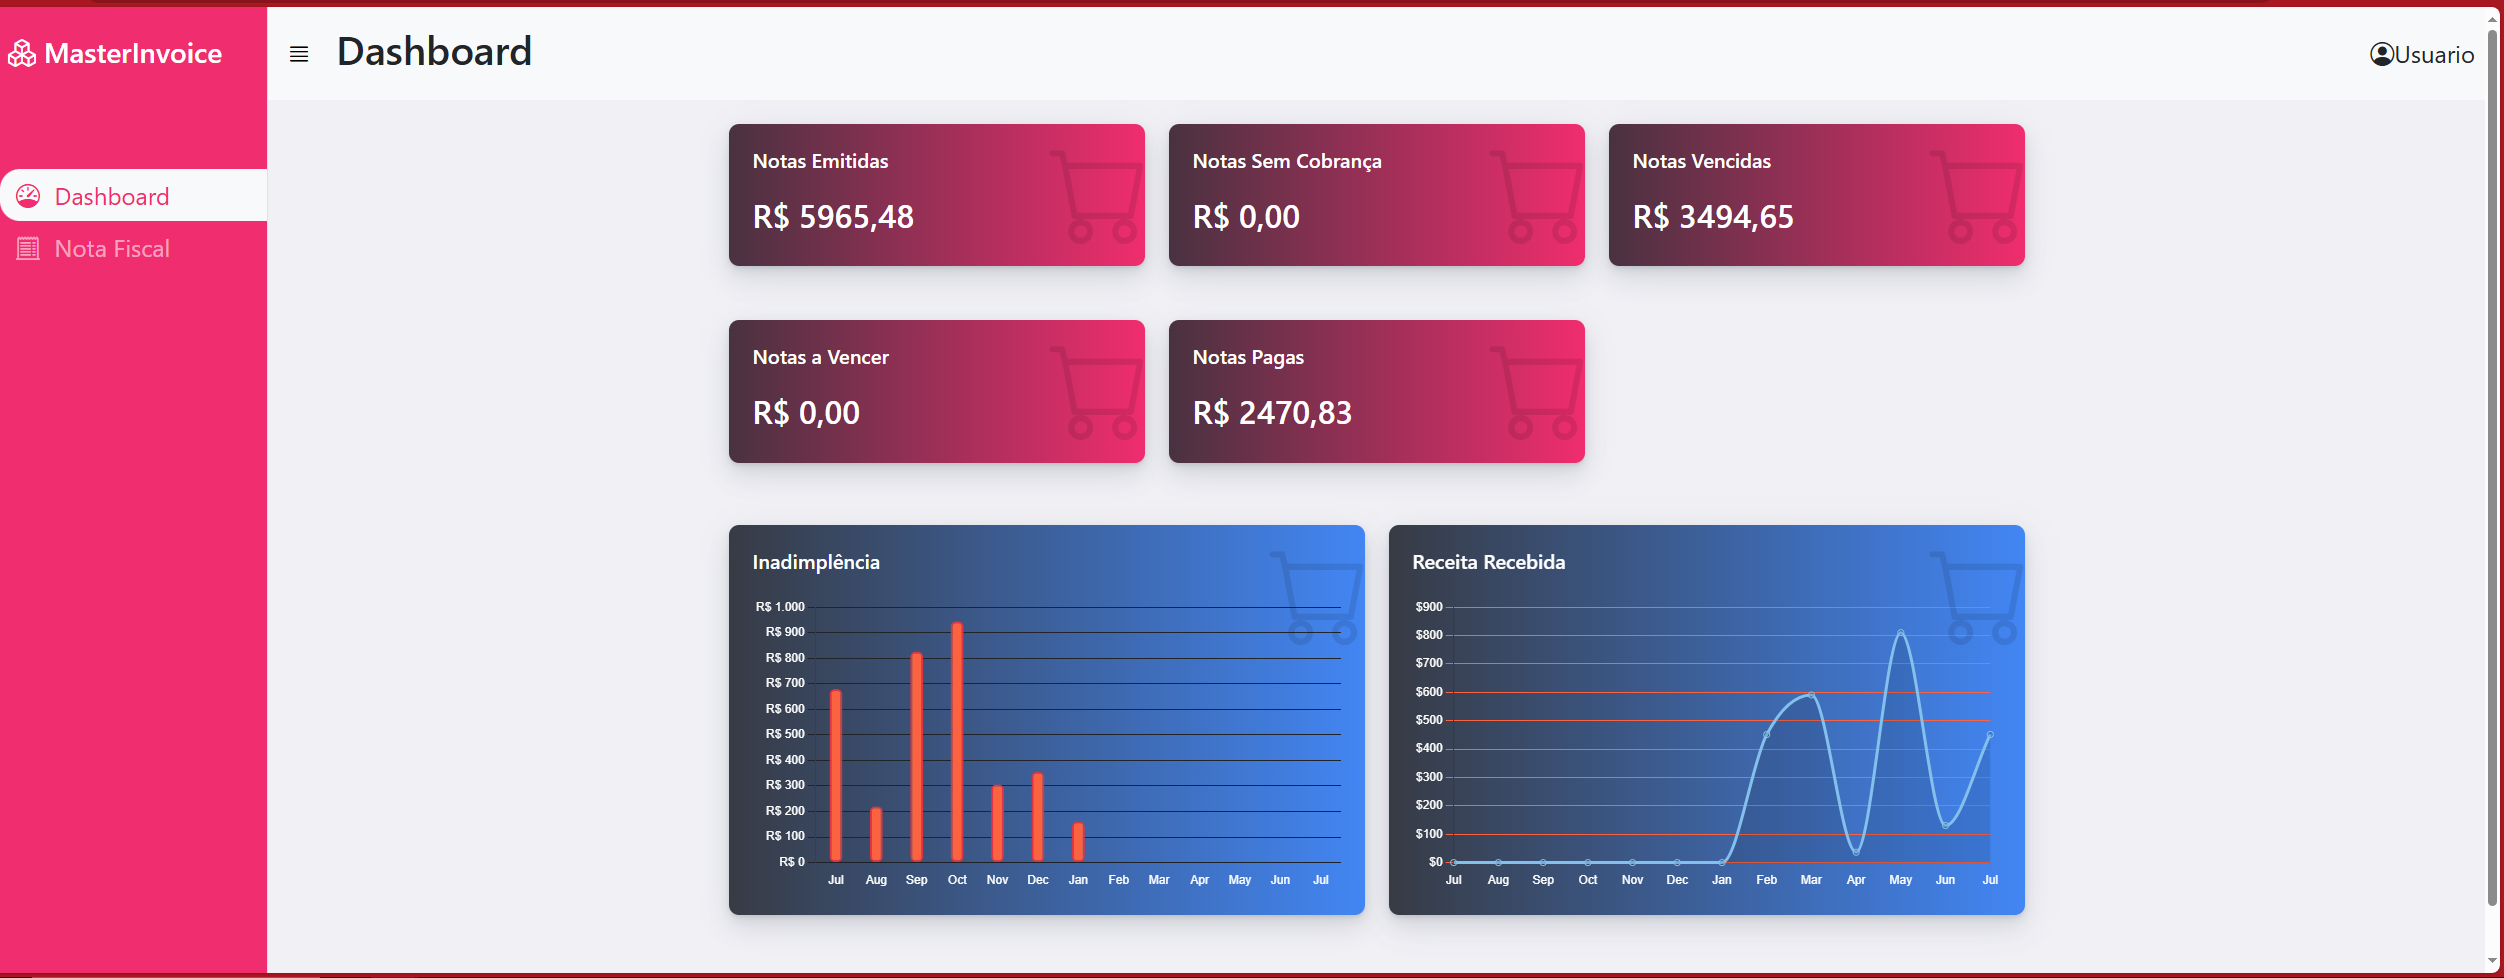 MasterInvoice
Dashboard
Usuario
Dashboard
Nota Fiscal
Notas Emitidas
R$ 5965,48
Notas Sem Cobrança
R$ 0,00
Notas Vencidas
R$ 3494,65
Notas a Vencer
R$ 0,00
Notas Pagas
R$ 2470,83
Inadimplência
R$ 1.000
R$ 900
R$ 800
R$ 700
R$ 600
R$ 500
R$ 400
R$ 300
R$ 200
R$ 100
R$ 0
Jul Aug Sep Oct Nov Dec Jan Feb Mar Apr May Jun Jul
Receita Recebida
$900
$800
$700
$600
$500
$400
$300
$200
$100
$0
Jul Aug Sep Oct Nov Dec Jan Feb Mar Apr May Jun Jul